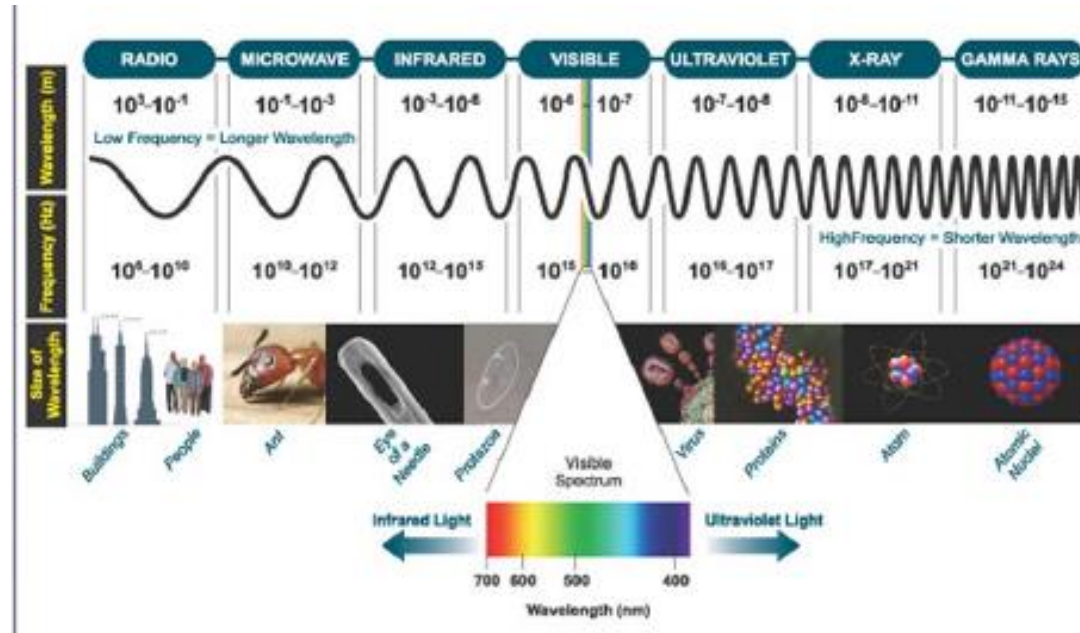 RADIO MICROWAVE INFRARED VISIBLE ULTRAVIOLET X-RAY GAMMA RAYS
Wavelength (m)
10³-10⁻¹ 10⁻¹-10⁻³ 10⁻³-10⁻⁶ 10⁻⁶ - 10⁻⁷ 10⁻⁷-10⁻⁸ 10⁻⁸-10⁻¹¹ 10⁻¹¹-10⁻¹⁵
Low Frequency = Longer Wavelength
Frequency (Hz)
HighFrequency = Shorter Wavelength
10⁶-10¹⁰ 10¹⁰-10¹² 10¹²-10¹⁵ 10¹⁵ 10¹⁶ 10¹⁶-10¹⁷ 10¹⁷-10²¹ 10²¹-10²⁴
Size of
Wavelength
Buildings
People
Ant
Eye
of a
Needle
Protozoa
Virus
Proteins
Atom
Atomic
Nuclei
Visible
Spectrum
Infrared Light
Ultraviolet Light
700 600 500 400
Wavelength (nm)